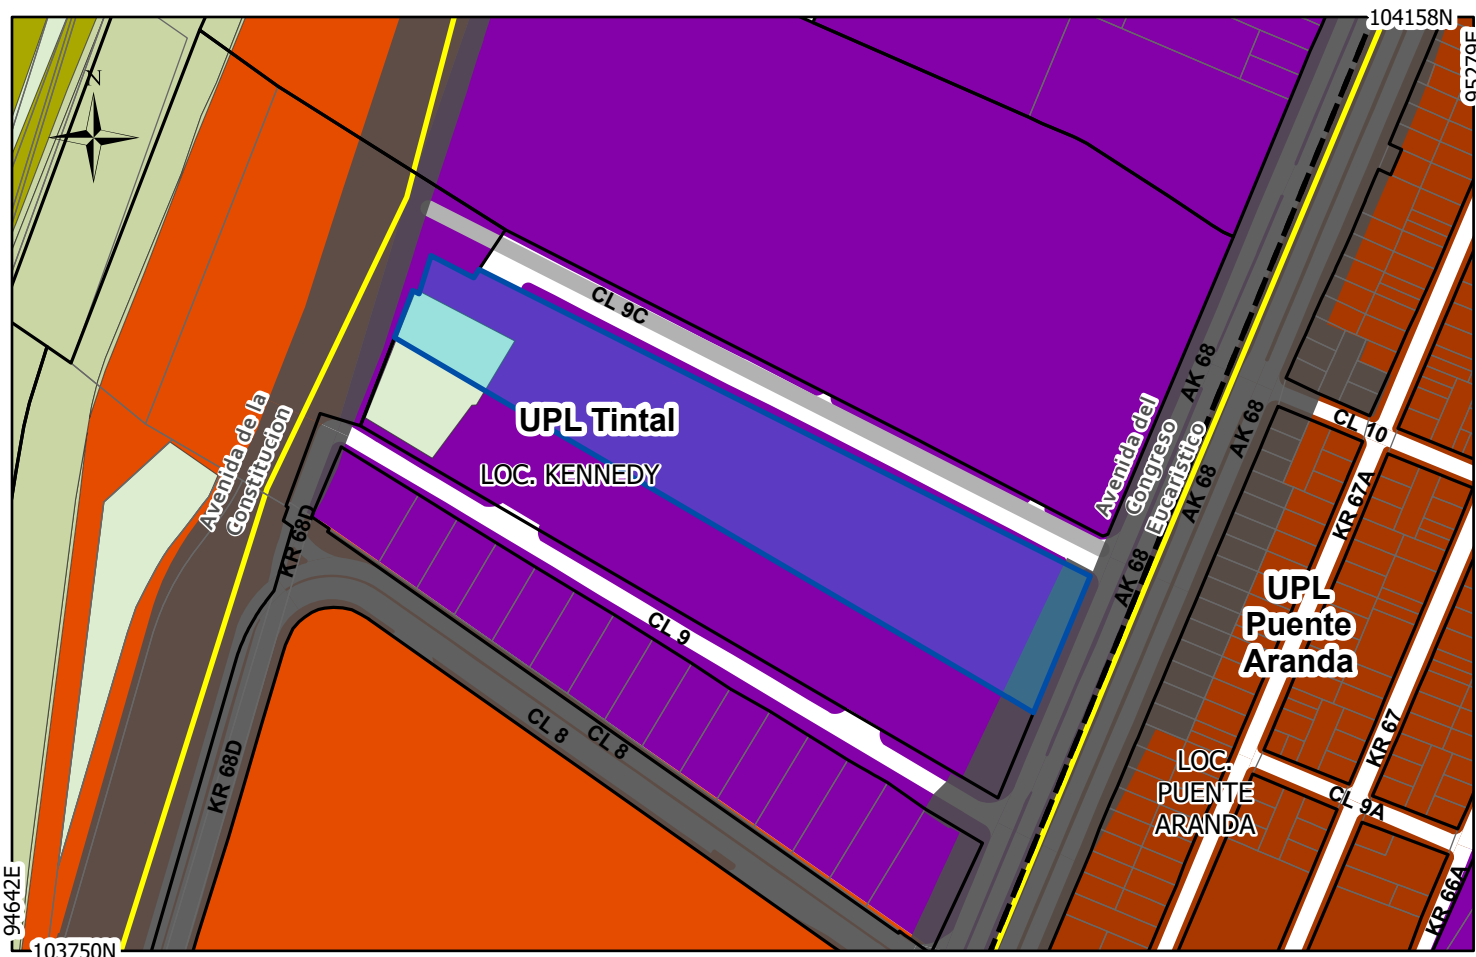 104158N
95279E
N
CL 9C
AK 68
Avenida del
Congreso
Eucaristico
AK 68
AK 68
AK 68
CL 10
KR 67A
UPL Tintal
LOC. KENNEDY
Avenida de la
Constitucion
KR 68D
CL 9
UPL
Puente
Aranda
CL 8
CL 8
KR 68D
KR 67
LOC.
PUENTE
ARANDA
CL 9A
KR 66A
94642E
103750N